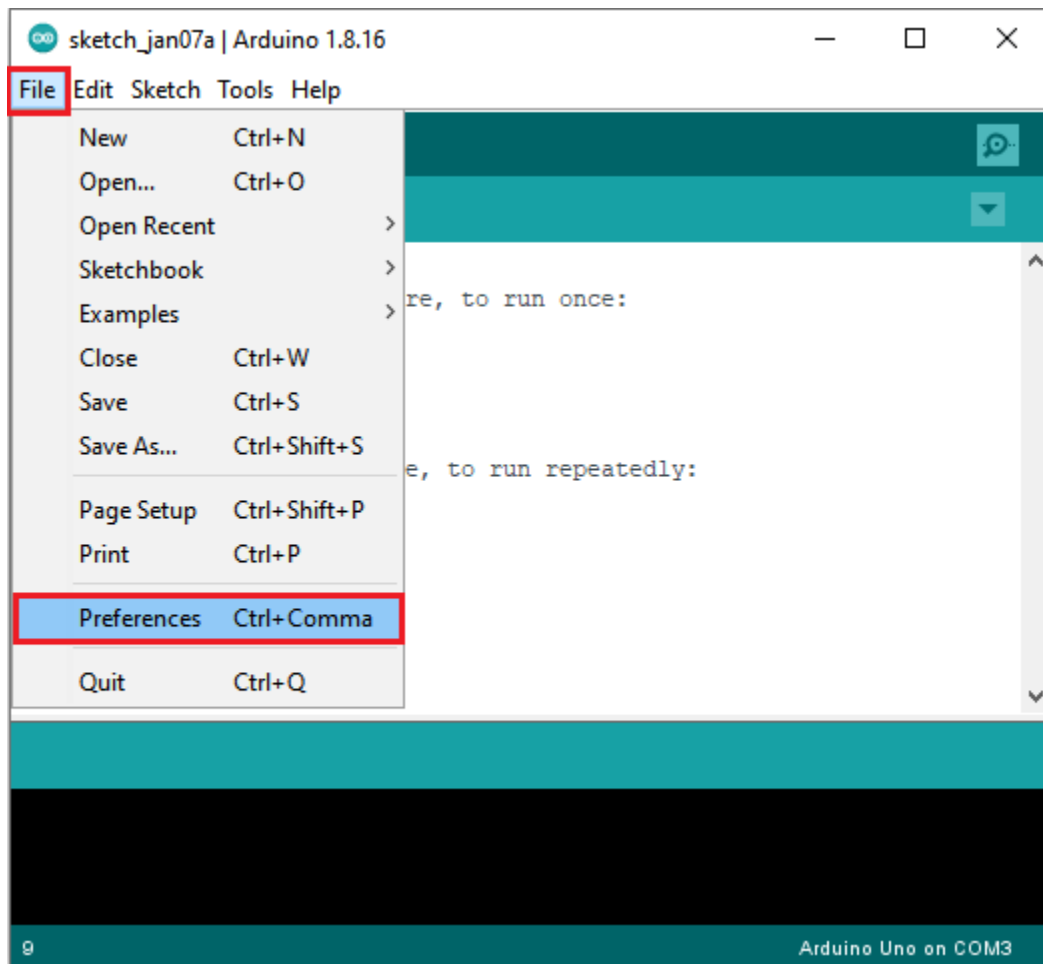 sketch_jan07a | Arduino 1.8.16
File Edit Sketch Tools Help
New Ctrl+N
Open... Ctrl+O
Open Recent
Sketchbook
Examples
re, to run once:
Close Ctrl+W
Save Ctrl+S
Save As... Ctrl+Shift+S
e, to run repeatedly:
Page Setup Ctrl+Shift+P
Print Ctrl+P
Preferences Ctrl+Comma
Quit Ctrl+Q
9 Arduino Uno on COM3